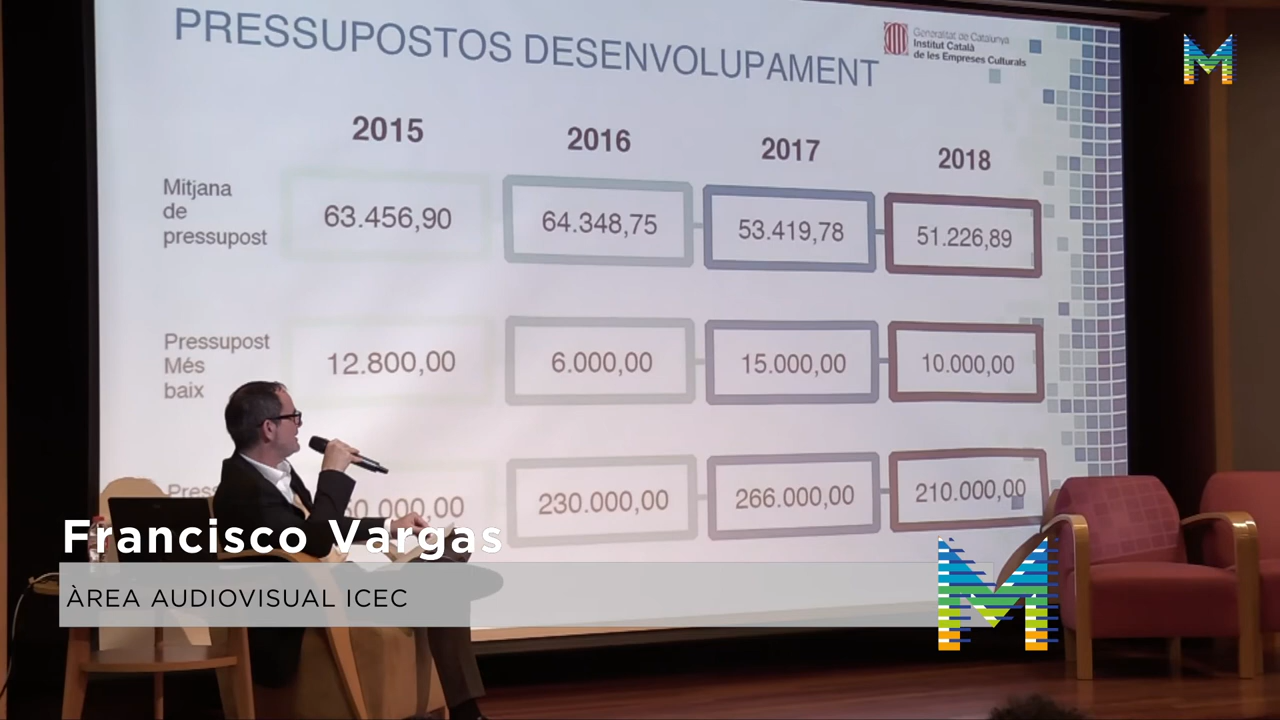 PRESSUPOSTOS DESENVOLUPAMENT
Generalitat de Catalunya
Institut Català
de les Empreses Culturals
M
2015 2016 2017 2018
Mitjana
de
pressupost
63.456,90 64.348,75 53.419,78 51.226,89
Pressupost
Més
baix
12.800,00 6.000,00 15.000,00 10.000,00
230.000,00 266.000,00 210.000,00
Francisco Vargas
ÀREA AUDIOVISUAL ICEC
M